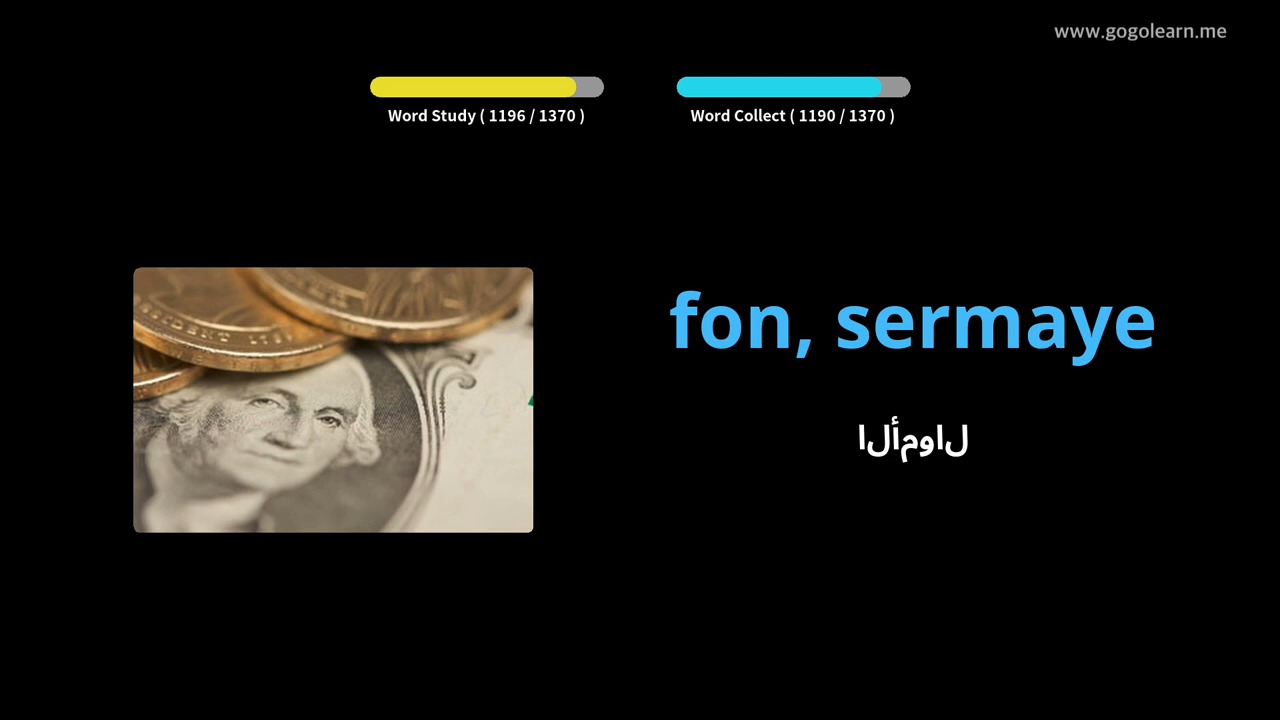 www.gogolearn.me
Word Study ( 1196 / 1370 )
Word Collect ( 1190 / 1370 )
fon, sermaye
الأموال